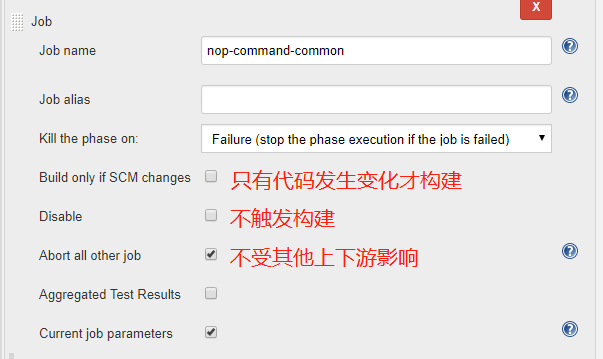 X
Job
Job name nop-command-common
Job alias
Kill the phase on: Failure (stop the phase execution if the job is failed)
Build only if SCM changes 只有代码发生变化才构建
Disable 不触发构建
Abort all other job 不受其他上下游影响
Aggregated Test Results
Current job parameters